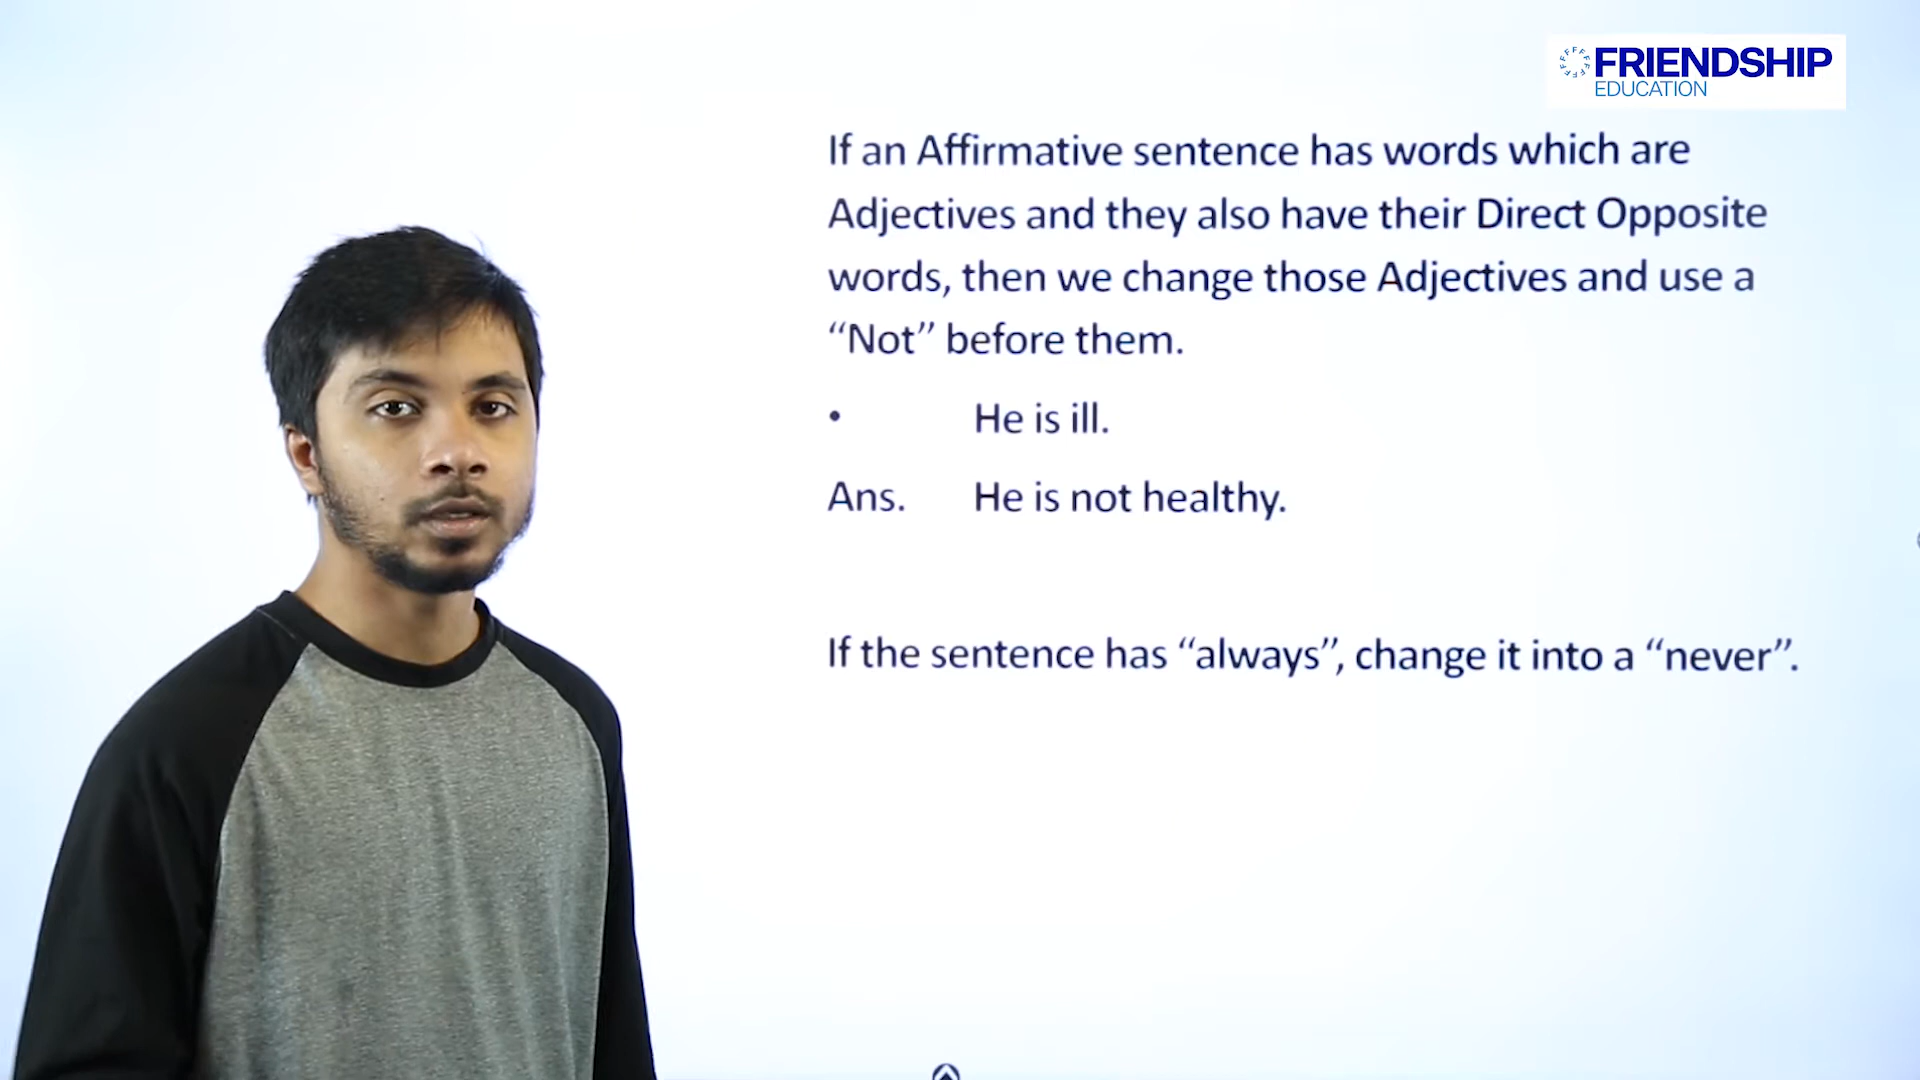 FRIENDSHIP
EDUCATION
If an Affirmative sentence has words which are
Adjectives and they also have their Direct Opposite
words, then we change those Adjectives and use a
“Not” before them.
• He is ill.
Ans. He is not healthy.
If the sentence has “always”, change it into a “never”.